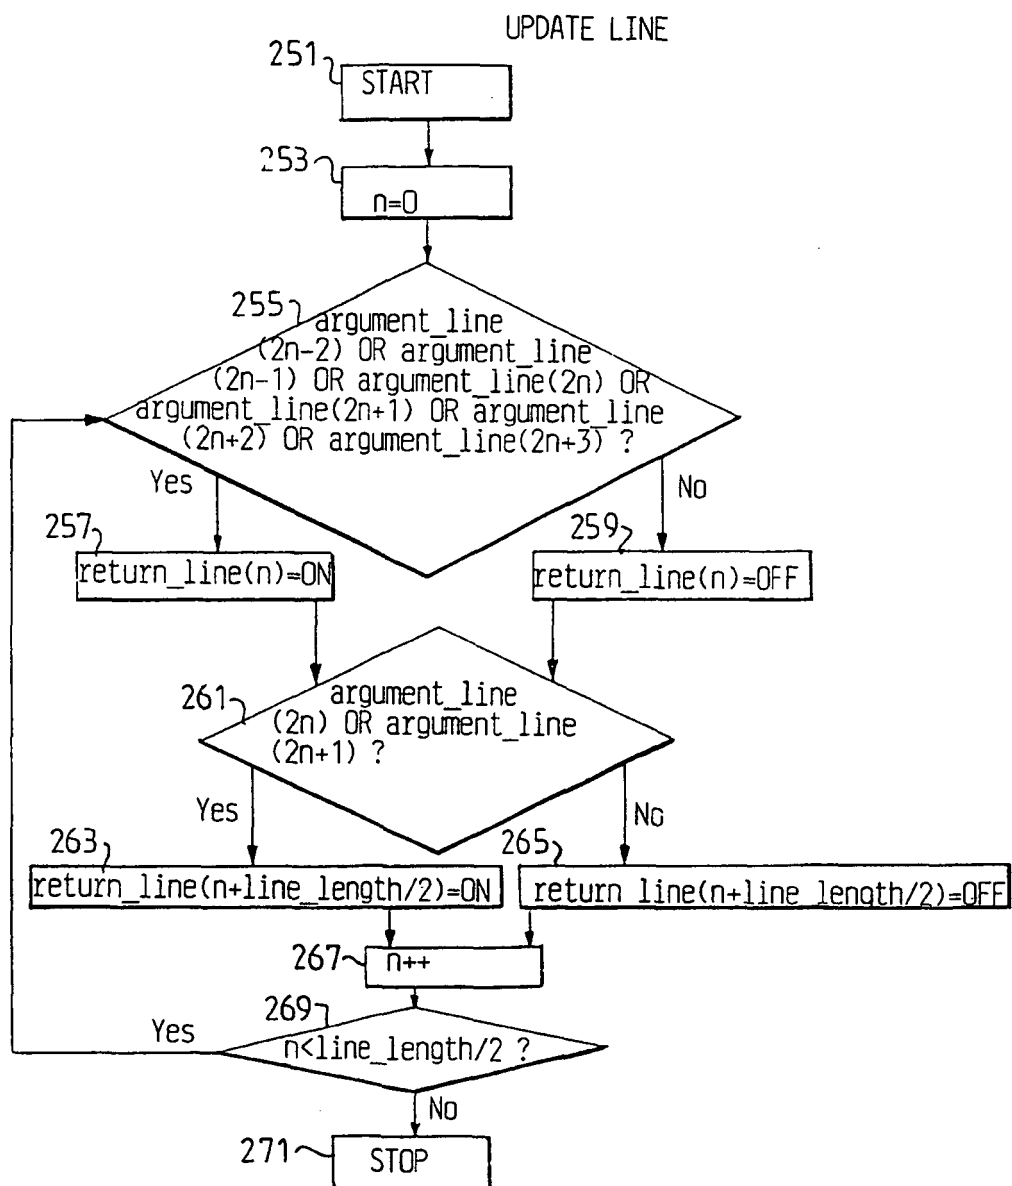 UPDATE LINE
251
START
253
n=0
255
argument_line
(2n-2) OR argument_line
(2n-1) OR argument_line(2n) OR
argument_line(2n+1) OR argument_line
(2n+2) OR argument_line(2n+3) ?
Yes
No
257
return_line(n)=ON
259
return_line(n)=OFF
261
argument_line
(2n) OR argument_line
(2n+1) ?
Yes
No
263
return_line(n+line_length/2)=ON
265
return line(n+line length/2)=OFF
267
n++
269
n<line_length/2 ?
Yes
No
271
STOP